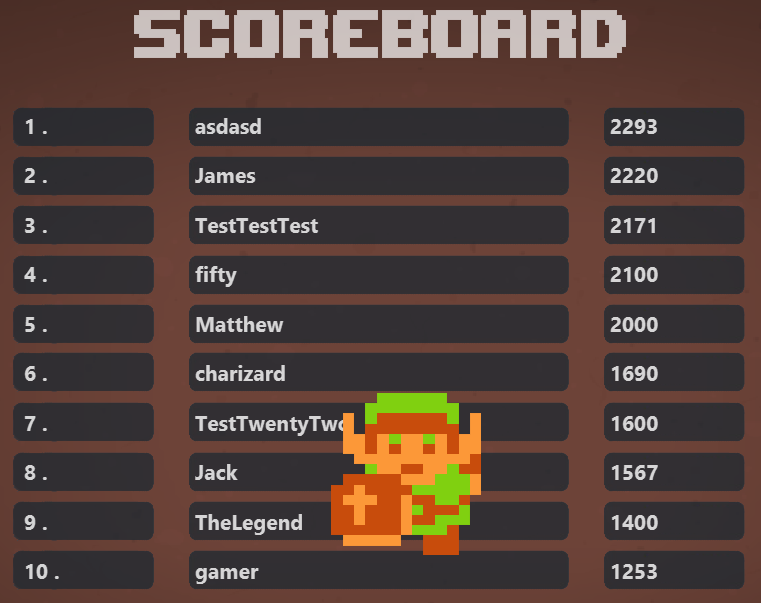 SCOREBOARD
1 . asdasd 2293
2 . James 2220
3 . TestTestTest 2171
4 . fifty 2100
5 . Matthew 2000
6 . charizard 1690
7 . TestTwentyTwo 1600
8 . Jack 1567
9 . TheLegend 1400
10 . gamer 1253